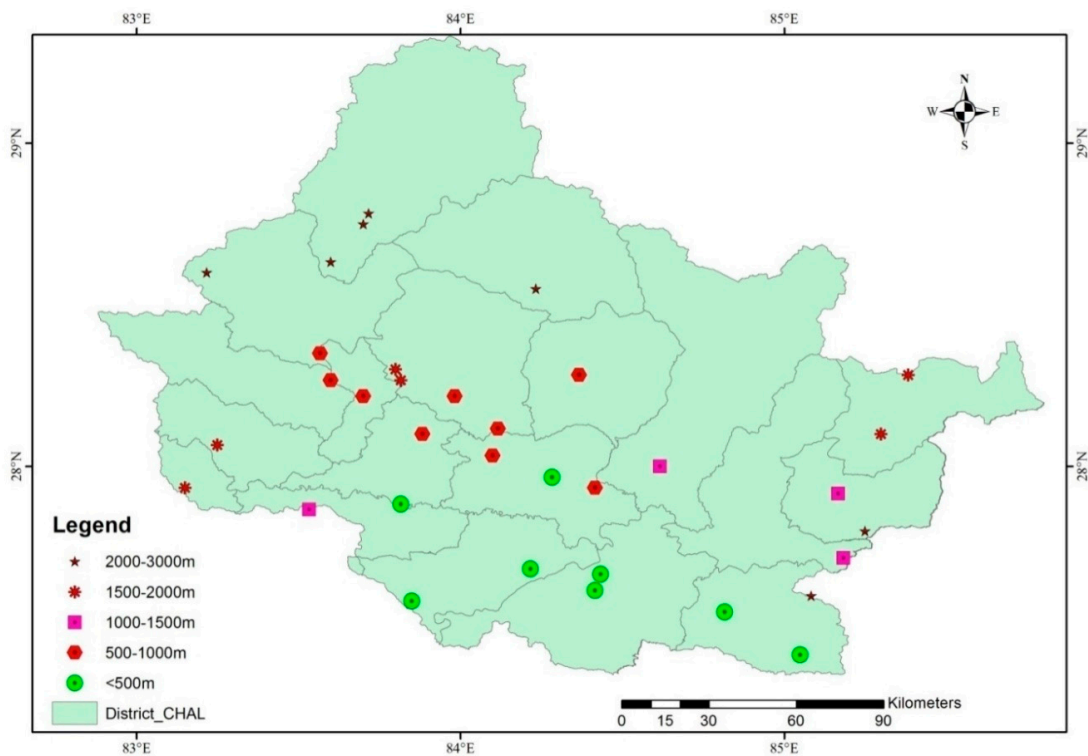 83°E 84°E 85°E
N
W E
S
29°N 29°N
28°N 28°N
Legend
2000-3000m
1500-2000m
1000-1500m
500-1000m
<500m
District_CHAL
Kilometers
0 15 30 60 90
83°E 84°E 85°E